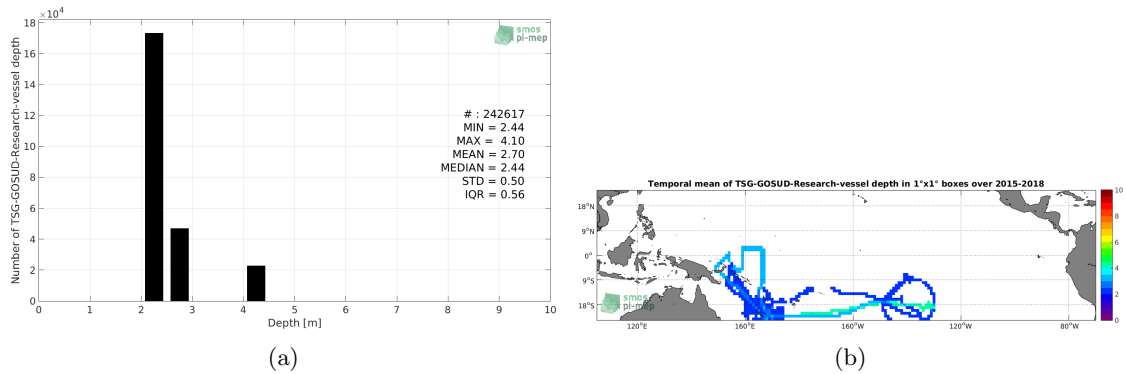 ×10⁴
18
16
14
12
10
8
6
4
2
0
Number of TSG-GOSUD-Research-vessel depth
smos
pi-mep
# : 242617
MIN = 2.44
MAX = 4.10
MEAN = 2.70
MEDIAN = 2.44
STD = 0.50
IQR = 0.56
0 1 2 3 4 5 6 7 8 9 10
Depth [m]
(a)
Temporal mean of TSG-GOSUD-Research-vessel depth in 1°x1° boxes over 2015-2018
18°N
9°N
0°
9°S
18°S
smos
pi-mep
120°E 160°E 160°W 120°W 80°W
10
8
6
4
2
0
(b)